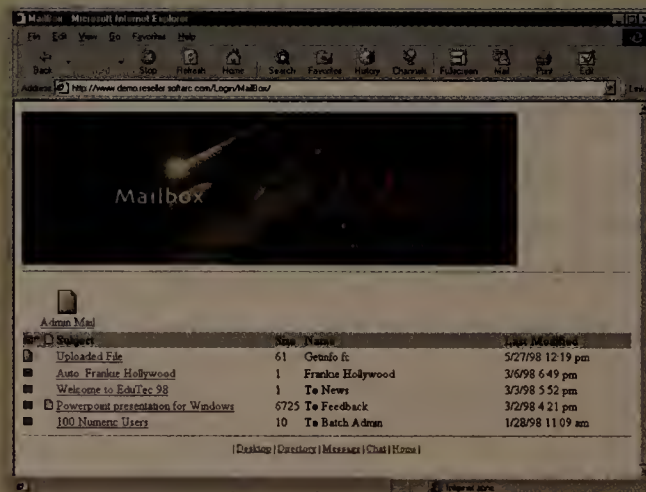 MailBox - Microsoft Internet Explorer
File Edit View Go Favorites Help
Back Stop Refresh Home Search Favorites History Channels Fullscreen Mail Print Edit
Address http://www.demo.reseller.softarc.com/Login/MailBox/ Links
Mailbox
Admin Mail
Subject Size Name Last Modified
Uploaded File 61 Getinfo fc 5/27/98 12:19 pm
Auto Frankie Hollywood 1 Frankie Hollywood 3/6/98 6:49 pm
Welcome to EduTec 98 1 To News 3/3/98 5:52 pm
Powerpoint presentation for Windows 6725 To Feedback 3/2/98 4:21 pm
100 Numeric Users 10 To Batch Admin 1/28/98 11:09 am
| Desktop | Directory | Message | Chat | Home |
Internet zone